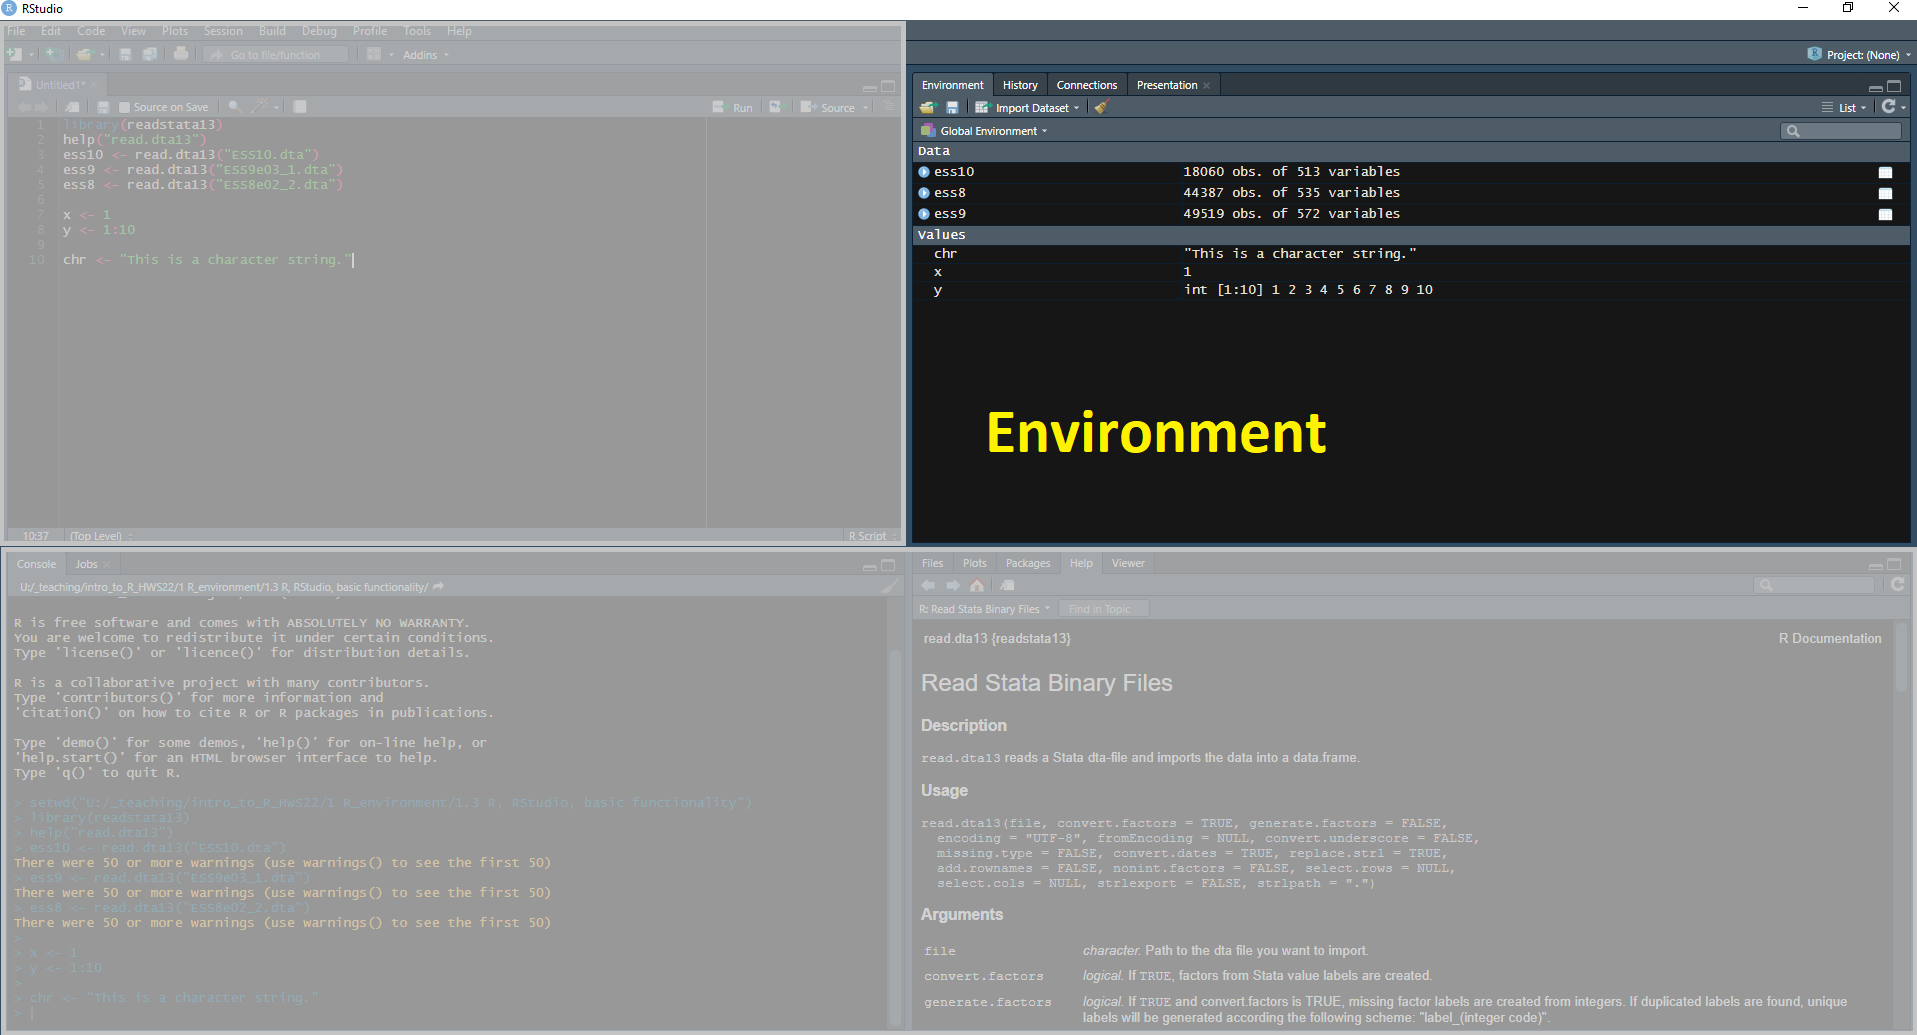 RStudio
File Edit Code View Plots Session Build Debug Profile Tools Help
Go to file/function Addins
Project: (None)
Untitled1*
Source on Save Run Source
1 library(readstata13)
2 help("read.dta13")
3 ess10 <- read.dta13("ESS10.dta")
4 ess9 <- read.dta13("ESS9e03_1.dta")
5 ess8 <- read.dta13("ESS8e02_2.dta")
6
7 x <- 1
8 y <- 1:10
9
10 chr <- "This is a character string."
10:37 (Top Level) R Script
Environment History Connections Presentation
Import Dataset List
Global Environment
Data
ess10 18060 obs. of 513 variables
ess8 44387 obs. of 535 variables
ess9 49519 obs. of 572 variables
Values
chr "This is a character string."
x 1
y int [1:10] 1 2 3 4 5 6 7 8 9 10
Environment
Console Jobs
U:/_teaching/intro_to_R_HWS22/1 R_environment/1.3 R, RStudio, basic functionality/
R is free software and comes with ABSOLUTELY NO WARRANTY.
You are welcome to redistribute it under certain conditions.
Type 'license()' or 'licence()' for distribution details.
R is a collaborative project with many contributors.
Type 'contributors()' for more information and
'citation()' on how to cite R or R packages in publications.
Type 'demo()' for some demos, 'help()' for on-line help, or
'help.start()' for an HTML browser interface to help.
Type 'q()' to quit R.
> setwd("U:/_teaching/intro_to_R_HWS22/1 R_environment/1.3 R, RStudio, basic functionality")
> library(readstata13)
> help("read.dta13")
> ess10 <- read.dta13("ESS10.dta")
There were 50 or more warnings (use warnings() to see the first 50)
> ess9 <- read.dta13("ESS9e03_1.dta")
There were 50 or more warnings (use warnings() to see the first 50)
> ess8 <- read.dta13("ESS8e02_2.dta")
There were 50 or more warnings (use warnings() to see the first 50)
>
> x <- 1
> y <- 1:10
>
> chr <- "This is a character string."
>
Files Plots Packages Help Viewer
R: Read Stata Binary Files Find in Topic
read.dta13 {readstata13} R Documentation
Read Stata Binary Files
Description
read.dta13 reads a Stata dta-file and imports the data into a data.frame.
Usage
read.dta13(file, convert.factors = TRUE, generate.factors = FALSE,
encoding = "UTF-8", fromEncoding = NULL, convert.underscore = FALSE,
missing.type = FALSE, convert.dates = TRUE, replace.strl = TRUE,
add.rownames = FALSE, nonint.factors = FALSE, select.rows = NULL,
select.cols = NULL, strlexport = FALSE, strlpath = ".")
Arguments
file character. Path to the dta file you want to import.
convert.factors logical. If TRUE, factors from Stata value labels are created.
generate.factors logical. If TRUE and convert.factors is TRUE, missing factor labels are created from integers. If duplicated labels are found, unique
labels will be generated according the following scheme: "label_(integer code)".